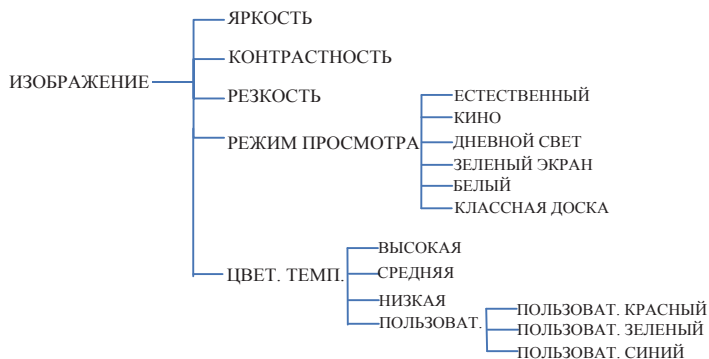 ЯРКОСТЬ
КОНТРАСТНОСТЬ
ИЗОБРАЖЕНИЕ
РЕЗКОСТЬ
РЕЖИМ ПРОСМОТРА
ЕСТЕСТВЕННЫЙ
КИНО
ДНЕВНОЙ СВЕТ
ЗЕЛЕНЫЙ ЭКРАН
БЕЛЫЙ
КЛАССНАЯ ДОСКА
ЦВЕТ. ТЕМП.
ВЫСОКАЯ
СРЕДНЯЯ
НИЗКАЯ
ПОЛЬЗОВАТ.
ПОЛЬЗОВАТ. КРАСНЫЙ
ПОЛЬЗОВАТ. ЗЕЛЕНЫЙ
ПОЛЬЗОВАТ. СИНИЙ